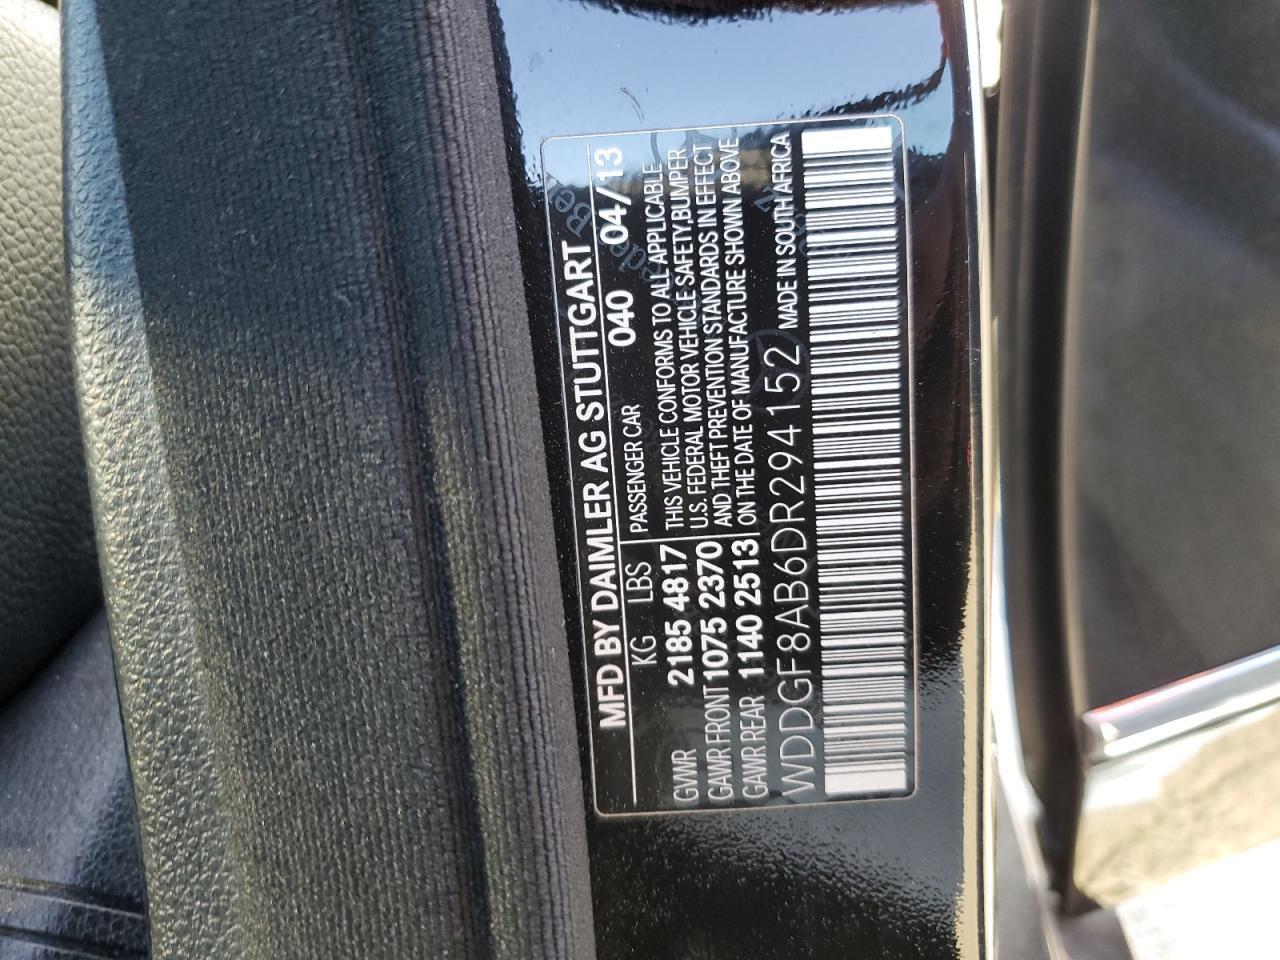 MFD BY DAIMLER AG STUTTGART
KG LBS PASSENGER CAR 040 04/13
GVWR 2185 4817 THIS VEHICLE CONFORMS TO ALL APPLICABLE
GAWR FRONT 1075 2370 U.S. FEDERAL MOTOR VEHICLE SAFETY,BUMPER
GAWR REAR 1140 2513 AND THEFT PREVENTION STANDARDS IN EFFECT
ON THE DATE OF MANUFACTURE SHOWN ABOVE
WDDGF8AB6DR294152 MADE IN SOUTH AFRICA